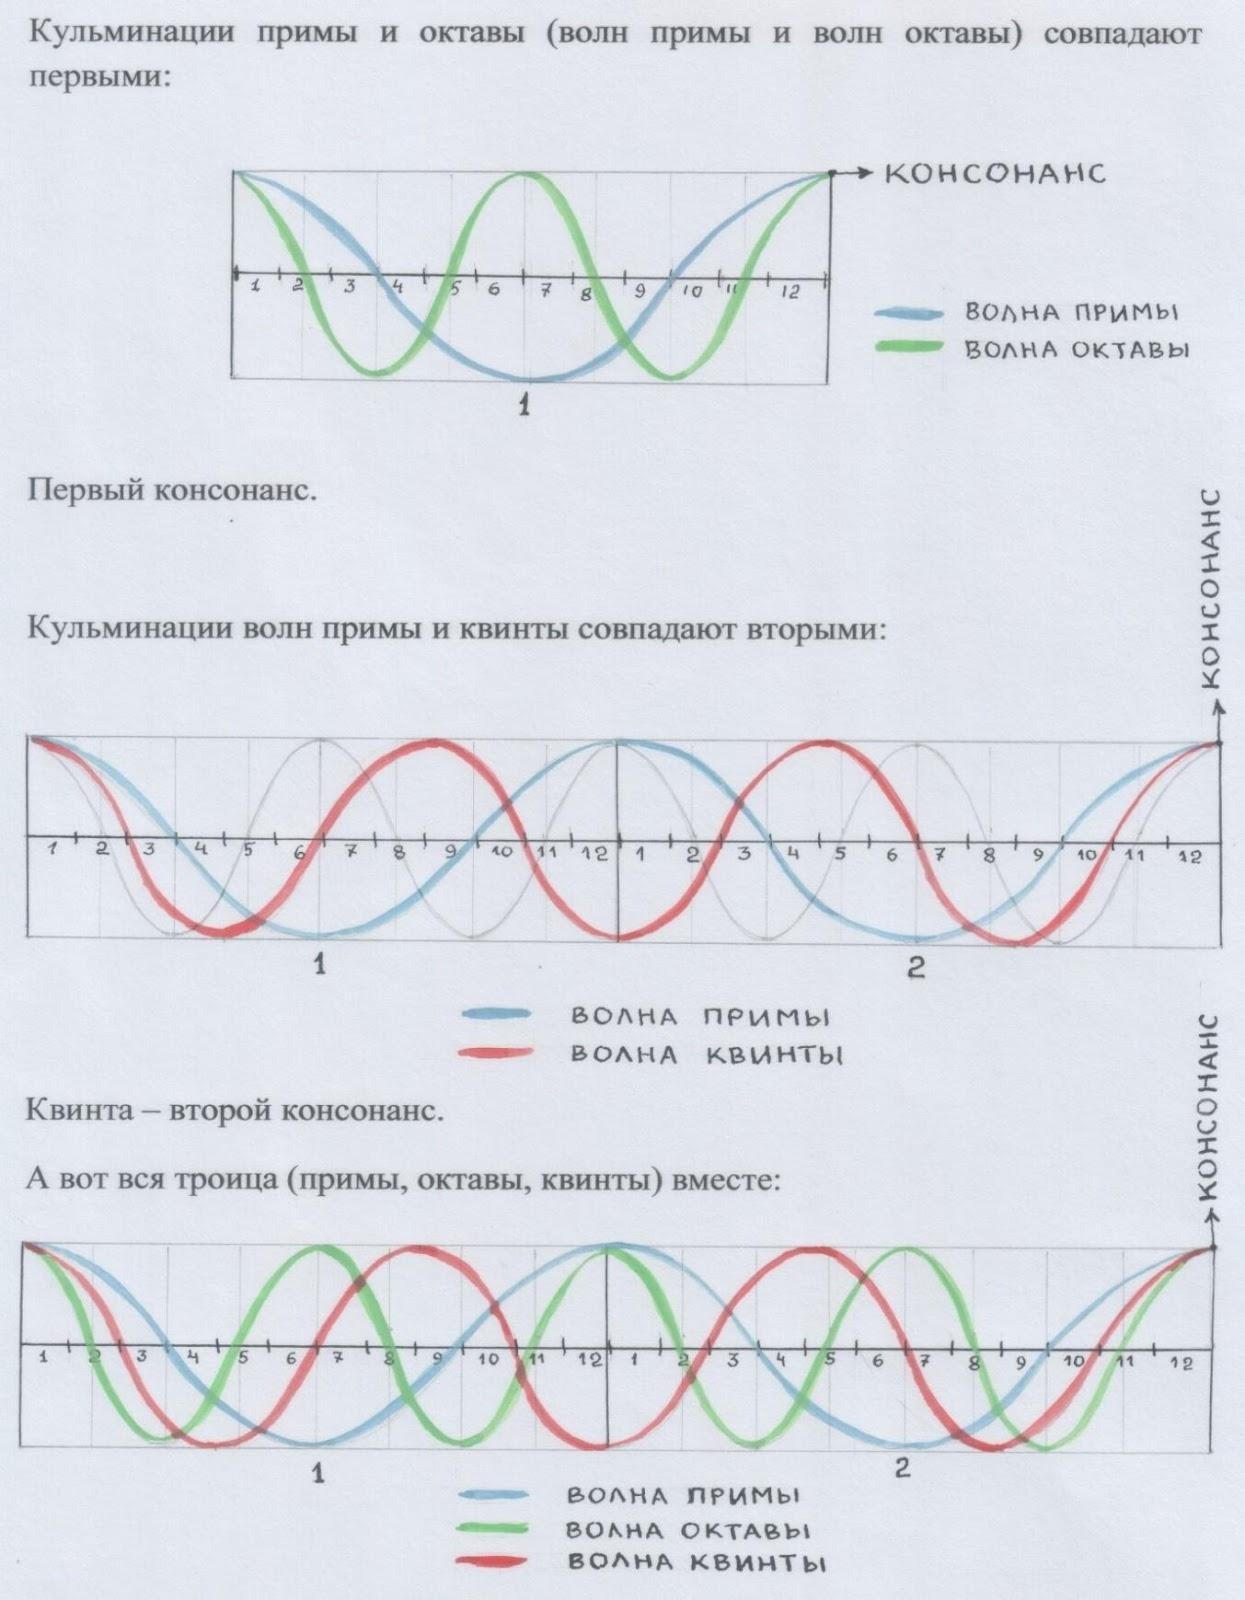 Кульминации примы и октавы (волн примы и волн октавы) совпадают
первыми:
КОНСОНАНС
1 2 3 4 5 6 7 8 9 10 11 12
ВОЛНА ПРИМЫ
ВОЛНА ОКТАВЫ
1
Первый консонанс.
КОНСОНАНС
Кульминации волн примы и квинты совпадают вторыми:
1 2 3 4 5 6 7 8 9 10 11 12 1 2 3 4 5 6 7 8 9 10 11 12
1 2
ВОЛНА ПРИМЫ
ВОЛНА КВИНТЫ
КОНСОНАНС
Квинта – второй консонанс.
А вот вся троица (примы, октавы, квинты) вместе:
1 2 3 4 5 6 7 8 9 10 11 12 1 2 3 4 5 6 7 8 9 10 11 12
1 2
ВОЛНА ПРИМЫ
ВОЛНА ОКТАВЫ
ВОЛНА КВИНТЫ